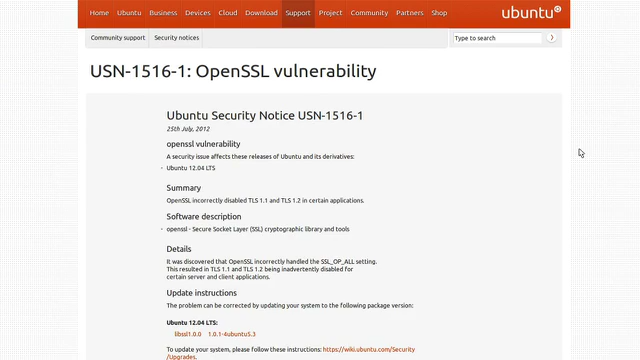 Home Ubuntu Business Devices Cloud Download Support Project Community Partners Shop ubuntu
Community support Security notices Type to search
USN-1516-1: OpenSSL vulnerability
Ubuntu Security Notice USN-1516-1
25th July, 2012
openssl vulnerability
A security issue affects these releases of Ubuntu and its derivatives:
Ubuntu 12.04 LTS
Summary
OpenSSL incorrectly disabled TLS 1.1 and TLS 1.2 in certain applications.
Software description
openssl - Secure Socket Layer (SSL) cryptographic library and tools
Details
It was discovered that OpenSSL incorrectly handled the SSL_OP_ALL setting.
This resulted in TLS 1.1 and TLS 1.2 being inadvertently disabled for
certain server and client applications.
Update instructions
The problem can be corrected by updating your system to the following package version:
Ubuntu 12.04 LTS:
libssl1.0.0 1.0.1-4ubuntu5.3
To update your system, please follow these instructions: https://wiki.ubuntu.com/Security
/Upgrades.